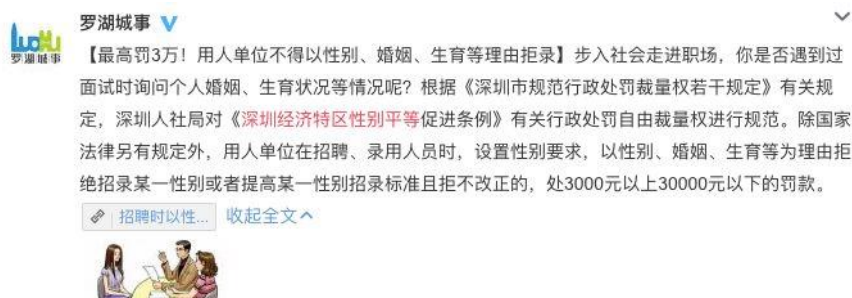 罗湖城事
LuoHu
罗湖城事
【最高罚3万！用人单位不得以性别、婚姻、生育等理由拒录】步入社会走进职场，你是否遇到过
面试时询问个人婚姻、生育状况等情况呢？根据《深圳市规范行政处罚裁量权若干规定》有关规
定，深圳人社局对《深圳经济特区性别平等促进条例》有关行政处罚自由裁量权进行规范。除国家
法律另有规定外，用人单位在招聘、录用人员时，设置性别要求，以性别、婚姻、生育等为理由拒
绝招录某一性别或者提高某一性别招录标准且拒不改正的，处3000元以上30000元以下的罚款。
招聘时以性... 收起全文